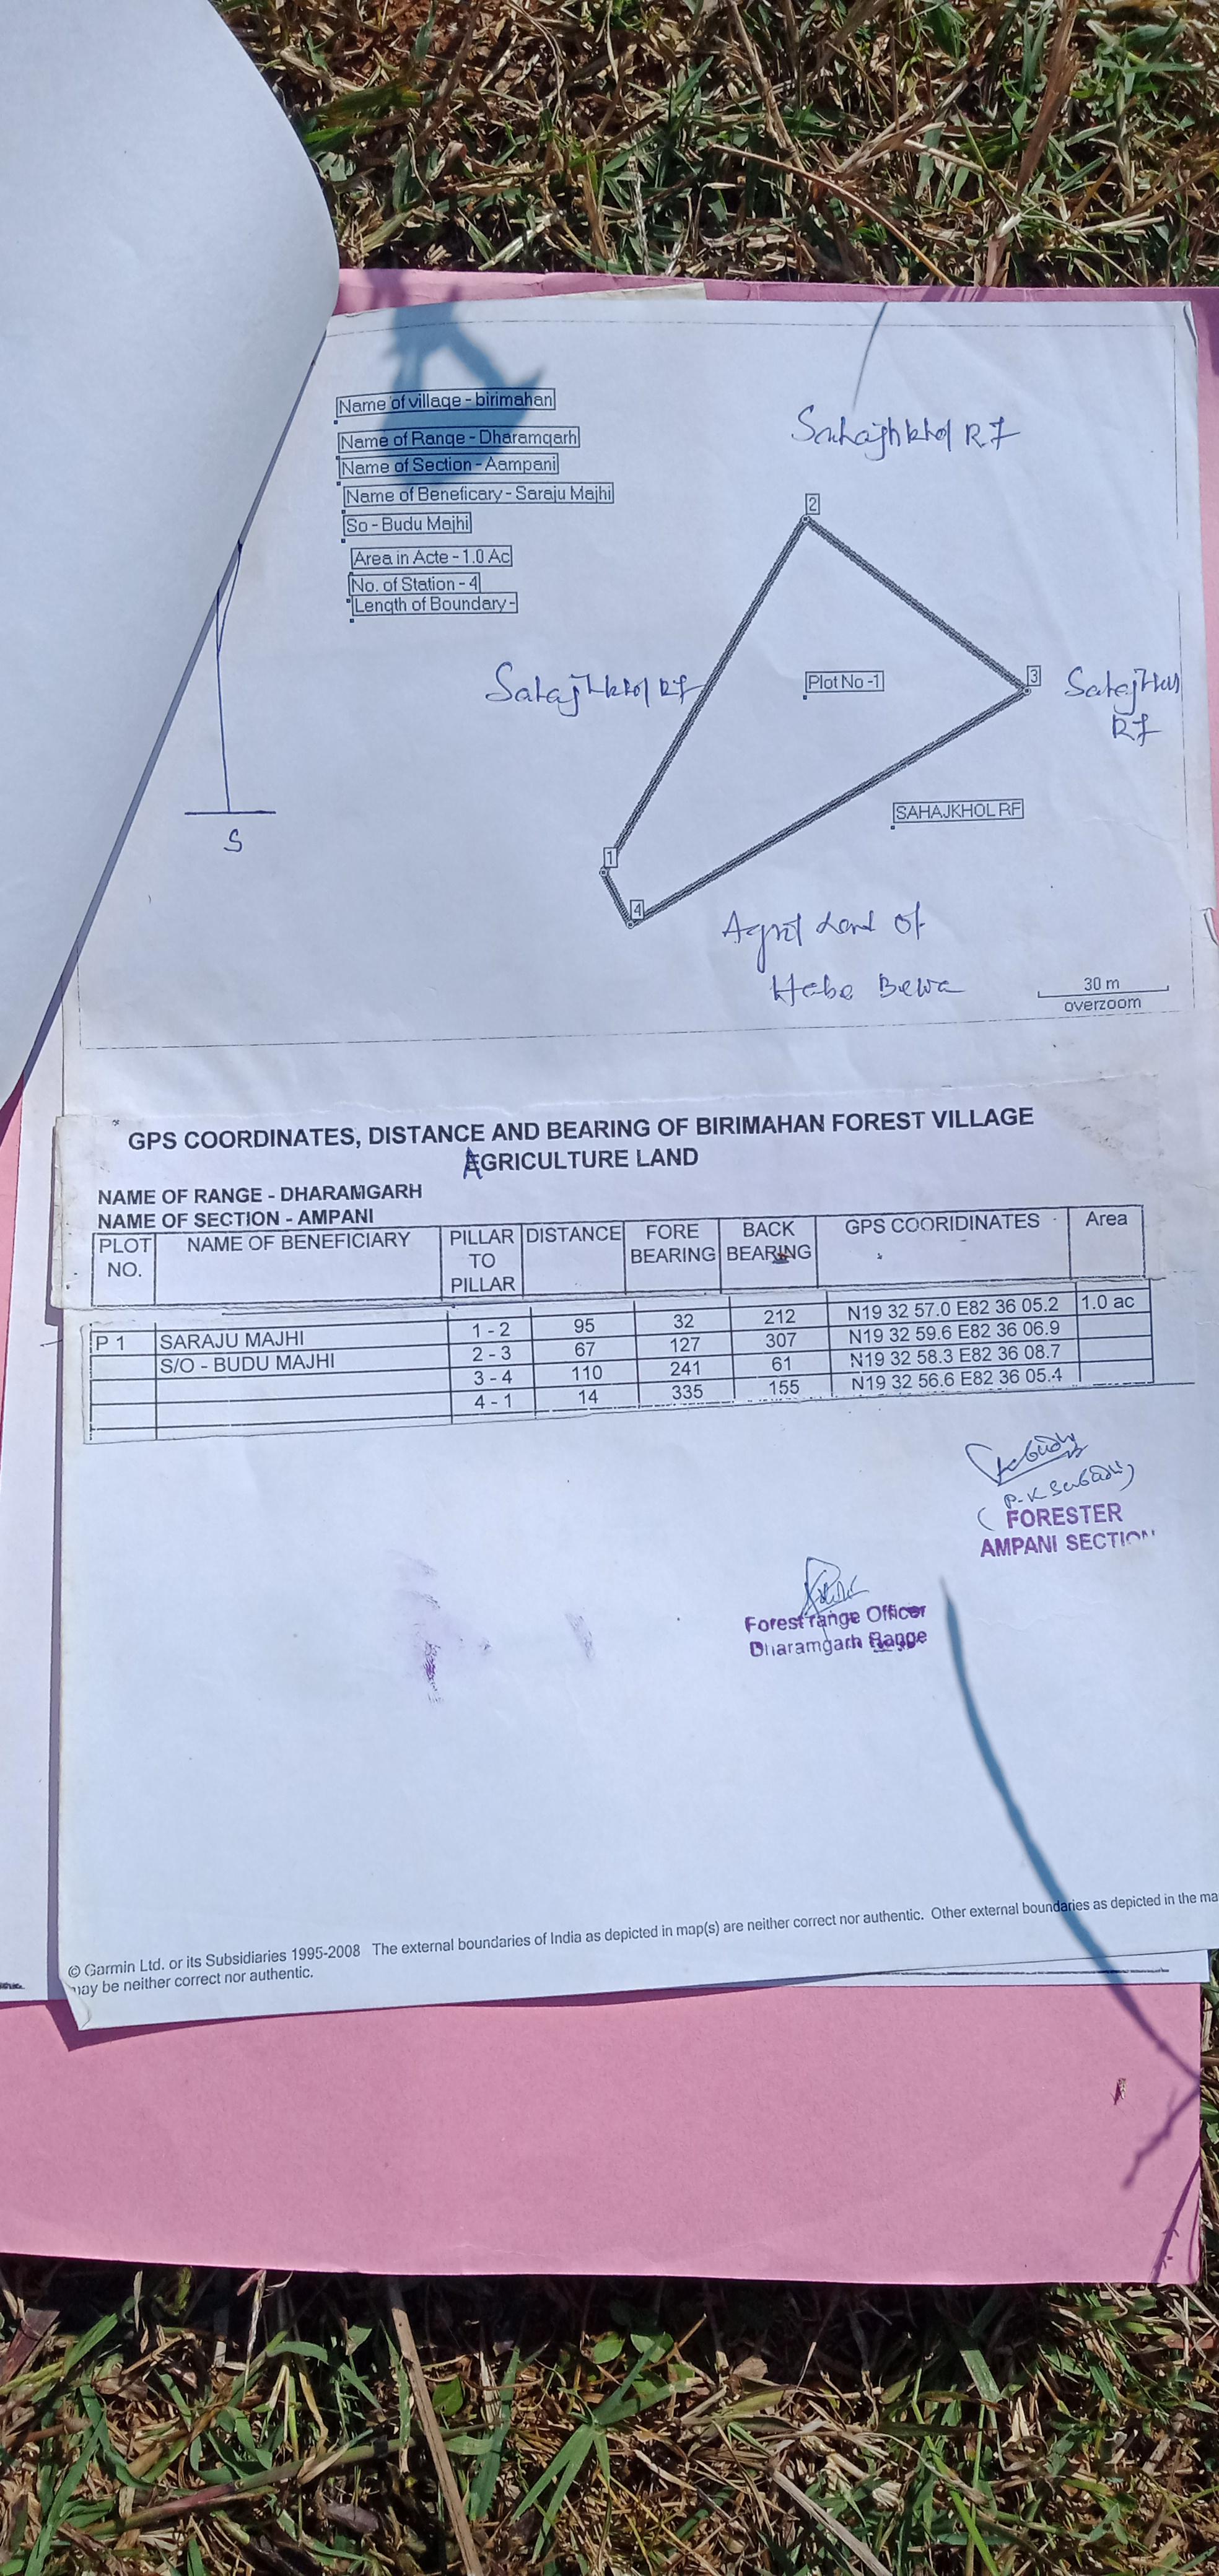 Name of village - birimahan
Name of Range - Dharamgarh
Name of Section - Aampani
Name of Beneficary - Saraju Majhi
So - Budu Majhi
Area in Acte - 1.0 Ac
No. of Station - 4
Length of Boundary -
Sahajhkhol RF
2
Plot No -1
3
RF
SAHAJKHOL RF
1
4
S
Land Of
Bewa
30 m
overzoom
GPS COORDINATES, DISTANCE AND BEARING OF BIRIMAHAN FOREST VILLAGE
AGRICULTURE LAND
NAME OF RANGE - DHARAMGARH
NAME OF SECTION - AMPANI
PLOT NO. NAME OF BENEFICIARY PILLAR TO PILLAR DISTANCE FORE BEARING BACK BEARING GPS COORIDINATES Area
P 1 SARAJU MAJHI 1 - 2 95 32 212 N19 32 57.0 E82 36 05.2 1.0 ac
S/O - BUDU MAJHI 2 - 3 67 127 307 N19 32 59.6 E82 36 06.9
3 - 4 110 241 61 N19 32 58.3 E82 36 08.7
4 - 1 14 335 155 N19 32 56.6 E82 36 05.4
FORESTER
AMPANI SECTION
Forest range Officer
Dharamgarh Range
© Garmin Ltd. or its Subsidiaries 1995-2008 The external boundaries of India as depicted in map(s) are neither correct nor authentic. Other external boundaries as depicted in the ma
may be neither correct nor authentic.